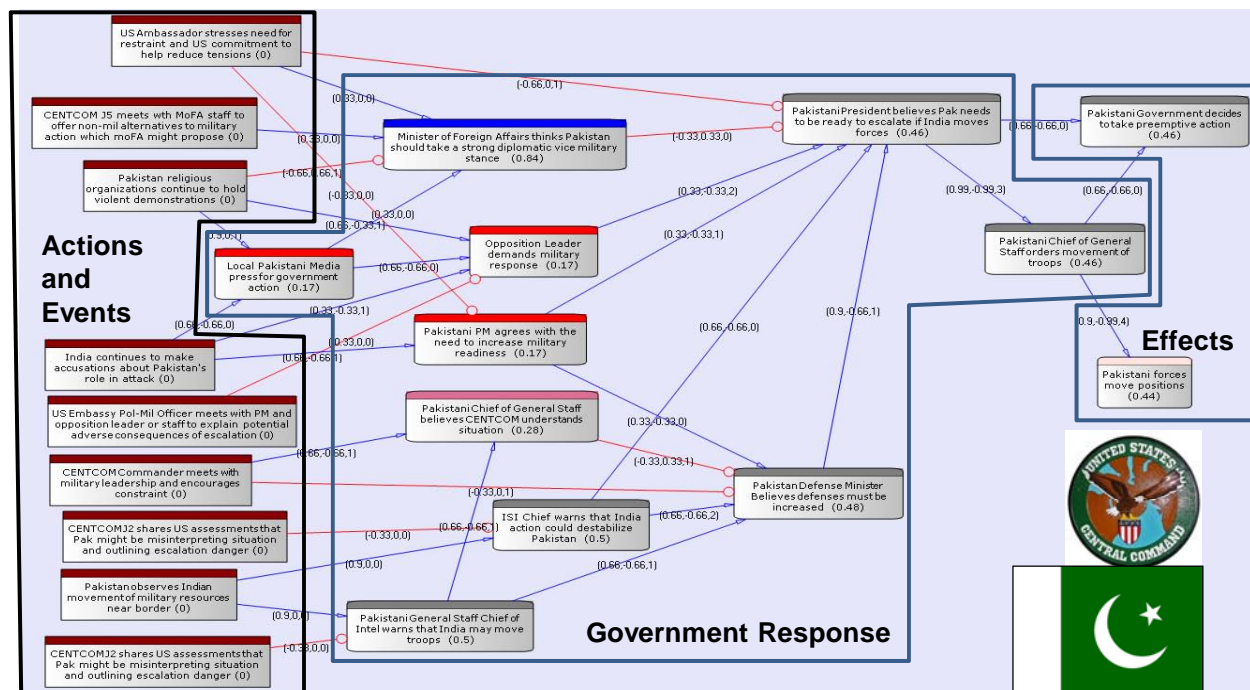 US Ambassador stresses need for
restraint and US commitment to
help reduce tensions (0)
CENTCOM J5 meets wth MoFA staff to
offer non-mil alternatives to military
action which moFA might propose (0)
Pakistan religious
organizations continue to hold
violent demonstrations (0)
Actions
and
Events
Local Pakistani Media
press for government
action (0.17)
India continues to make
accusations about Pakistan's
role in attack (0)
US Embassy Pol-Mil Officer meets with PM and
opposition leader or staff to explain potential
adverse consequences of escalation (0)
CENTCOM Commander meets with
military leadership and encourages
constraint (0)
CENTCOMJ2 shares US assessments that
Pak might be misinterpreting situation
and outlining escalation danger (0)
Pakistan observes Indian
movement of military resources
near border (0)
CENTCOMJ2 shares US assessments that
Pak might be misinterpreting situation
and outlining escalation danger (0)
Minister of Foreign Affairs thinks Pakistan
should take a strong diplomatic vice military
stance (0.84)
Opposition Leader
demands military
response (0.17)
Pakistani PM agrees with the
need to increase military
readiness (0.17)
Pakistani Chief of General Staff
believes CENTCOM understands
situation (0.28)
ISI Chief warns that India
action could destabilize
Pakistan (0.5)
Pakistani General Staff Chief of
Intel warns that India may move
troops (0.5)
Pakistani President believes Pak needs
to be ready to escalate if India moves
forces (0.46)
Pakistan Defense Minister
Believes defenses must be
increased (0.48)
Pakistani Government decides
to take preemptive action
(0.46)
Pakistani Chief of General
Staff orders movement of
troops (0.46)
Effects
Pakistani forces
move positions
(0.44)
Government Response
(-0.66,0,1)
(0.33,0,0)
(0.33,0,0)
(-0.66,0.66,1)
(-0.33,0,0)
(0.33,0,0)
(0.66,-0.33,1)
(0.66,-0.66,0)
(0.33,-0.33,1)
(0.66,-0.66,0)
(0.33,0,0)
(0.66,-0.66,1)
(0.66,-0.66,1)
(-0.33,0.33,0)
(0.33,-0.33,2)
(0.33,-0.33,1)
(0.66,-0.66,0)
(0.9,-0.66,1)
(0.33,-0.33,0)
(-0.33,0.33,1)
(-0.33,0,1)
(-0.33,0,0)
(0.66,-0.66,2)
(0.66,-0.66,1)
(0.9,0,0)
(0.66,-0.66,0)
(0.99,-0.99,3)
(0.66,-0.66,0)
UNITED STATES
CENTRAL COMMAND